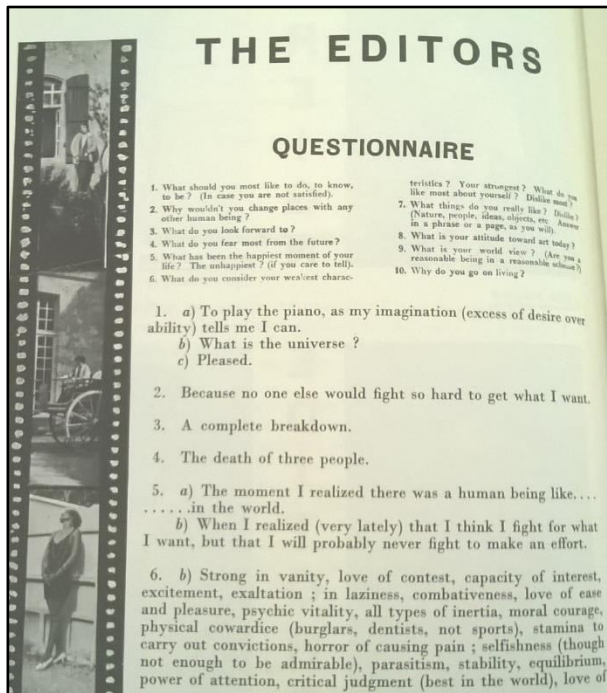 THE EDITORS
QUESTIONNAIRE
1. What should you most like to do, to know,
to be ? (In case you are not satisfied).
2. Why wouldn't you change places with any
other human being ?
3. What do you look forward to ?
4. What do you fear most from the future ?
5. What has been the happiest moment of your
life ? The unhappiest ? (if you care to tell).
6. What do you consider your weakest charac-
teristics ? Your strongest ? What do you
like most about yourself ? Dislike most ?
7. What things do you really like ? Dislike ?
(Nature, people, ideas, objects, etc. Answer
in a phrase or a page, as you will).
8. What is your attitude toward art today ?
9. What is your world view ? (Are you a
reasonable being in a reasonable scheme ?)
10. Why do you go on living ?
1. a) To play the piano, as my imagination (excess of desire over
ability) tells me I can.
b) What is the universe ?
c) Pleased.
2. Because no one else would fight so hard to get what I want.
3. A complete breakdown.
4. The death of three people.
5. a) The moment I realized there was a human being like....
......in the world.
b) When I realized (very lately) that I think I fight for what
I want, but that I will probably never fight to make an effort.
6. b) Strong in vanity, love of contest, capacity of interest,
excitement, exaltation ; in laziness, combativeness, love of ease
and pleasure, psychic vitality, all types of inertia, moral courage,
physical cowardice (burglars, dentists, not sports), stamina to
carry out convictions, horror of causing pain ; selfishness (though
not enough to be admirable), parasitism, stability, equilibrium,
power of attention, critical judgment (best in the world), love of